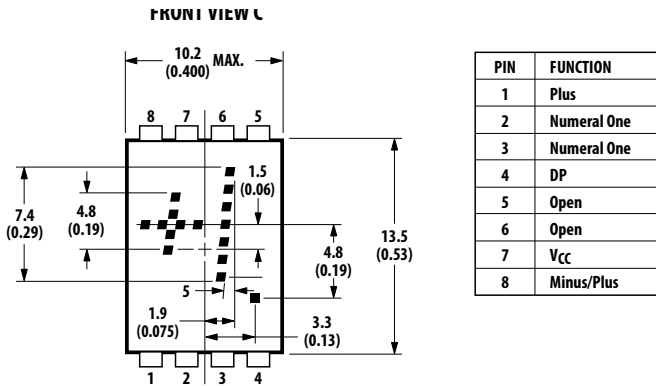 FRONT VIEW C
10.2
(0.400)
MAX.
8 7 6 5
1.5
(0.06)
7.4
(0.29)
4.8
(0.19)
4.8
(0.19)
13.5
(0.53)
5
1.9
(0.075)
3.3
(0.13)
1 2 3 4
PIN FUNCTION
1 Plus
2 Numeral One
3 Numeral One
4 DP
5 Open
6 Open
7 VCC
8 Minus/Plus